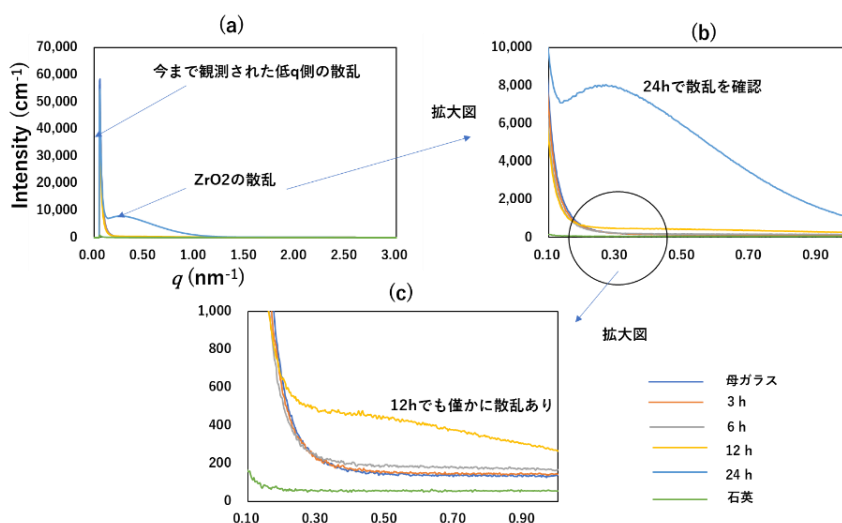 (a)
70,000
60,000
50,000
40,000
30,000
20,000
10,000
0
0.00 0.50 1.00 1.50 2.00 2.50 3.00
Intensity (cm-1)
q (nm-1)
今まで観測された低q側の散乱
ZrO2の散乱
拡大図
(b)
10,000
8,000
6,000
4,000
2,000
0
0.10 0.30 0.50 0.70 0.90
24hで散乱を確認
拡大図
(c)
1,000
800
600
400
200
0
0.10 0.30 0.50 0.70 0.90
12hでも僅かに散乱あり
母ガラス
3 h
6 h
12 h
24 h
石英